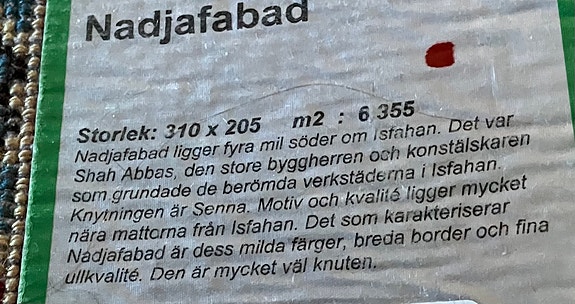 Nadjafabad
Storlek: 310 x 205 m2 : 6,355
Nadjafabad ligger fyra mil söder om Isfahan. Det var
Shah Abbas, den store byggherren och konstälskaren
som grundade de berömda verkstäderna i Isfahan.
Knytningen är Senna. Motiv och kvalité ligger mycket
nära mattorna från Isfahan. Det som karakteriserar
Nadjafabad är dess milda färger, breda border och fina
ullkvalité. Den är mycket väl knuten.